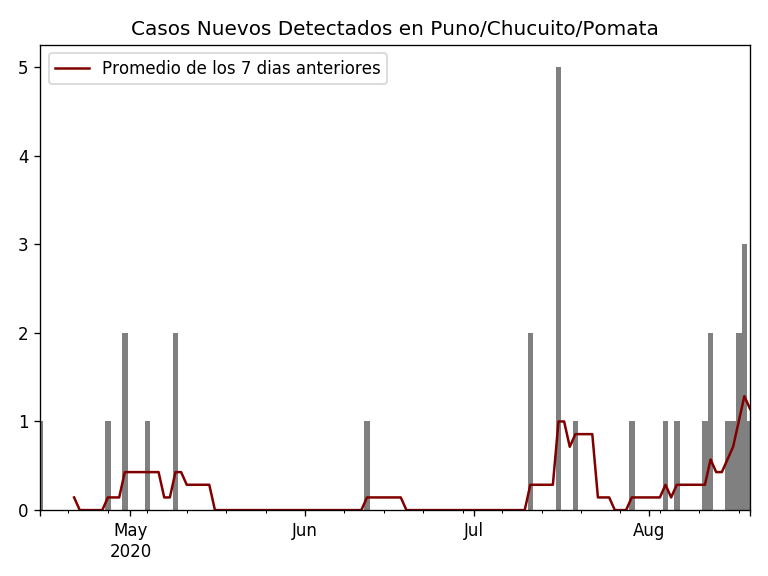 Casos Nuevos Detectados en Puno/Chucuito/Pomata
Promedio de los 7 dias anteriores
5
4
3
2
1
0
May
2020
Jun
Jul
Aug